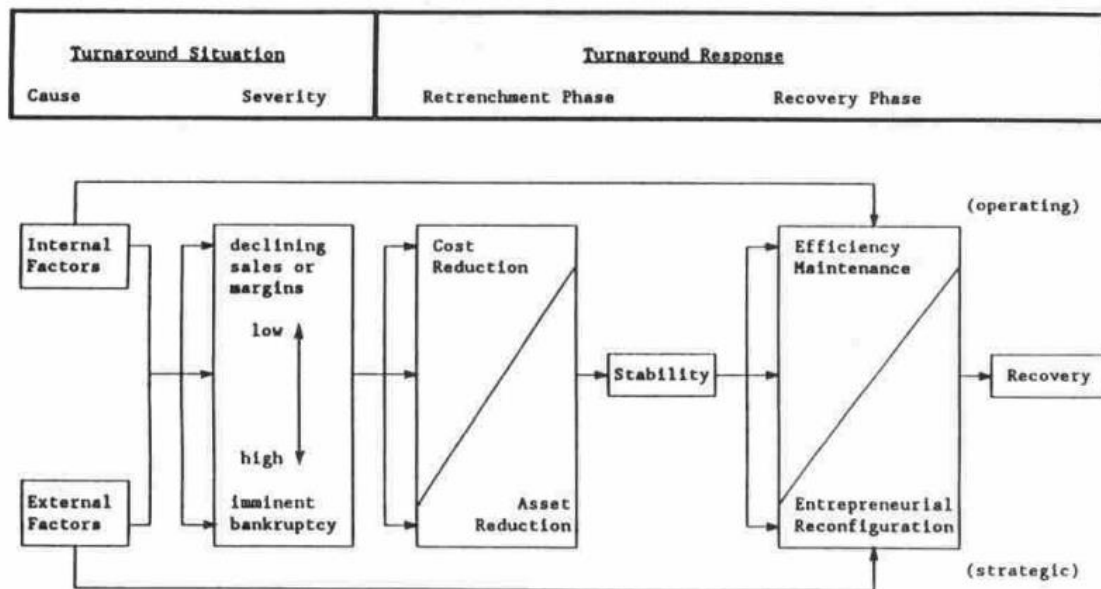 Turnaround Situation
Turnaround Response
Cause
Severity
Retrenchment Phase
Recovery Phase
(operating)
Internal
Factors
declining
sales or
margins
low
high
imminent
bankruptcy
Cost
Reduction
Asset
Reduction
Stability
Efficiency
Maintenance
Entrepreneurial
Reconfiguration
Recovery
External
Factors
(strategic)